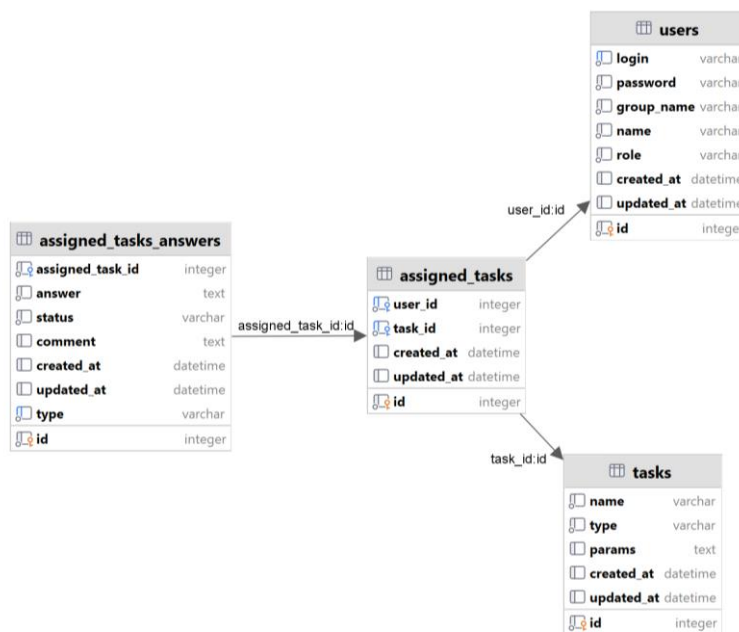 users
login varchar
password varchar
group_name varchar
name varchar
role varchar
created_at datetime
updated_at datetime
id integer
user_id:id
assigned_tasks_answers
assigned_task_id integer
answer text
status varchar
comment text
created_at datetime
updated_at datetime
type varchar
id integer
assigned_task_id:id
assigned_tasks
user_id integer
task_id integer
created_at datetime
updated_at datetime
id integer
task_id:id
tasks
name varchar
type varchar
params text
created_at datetime
updated_at datetime
id integer